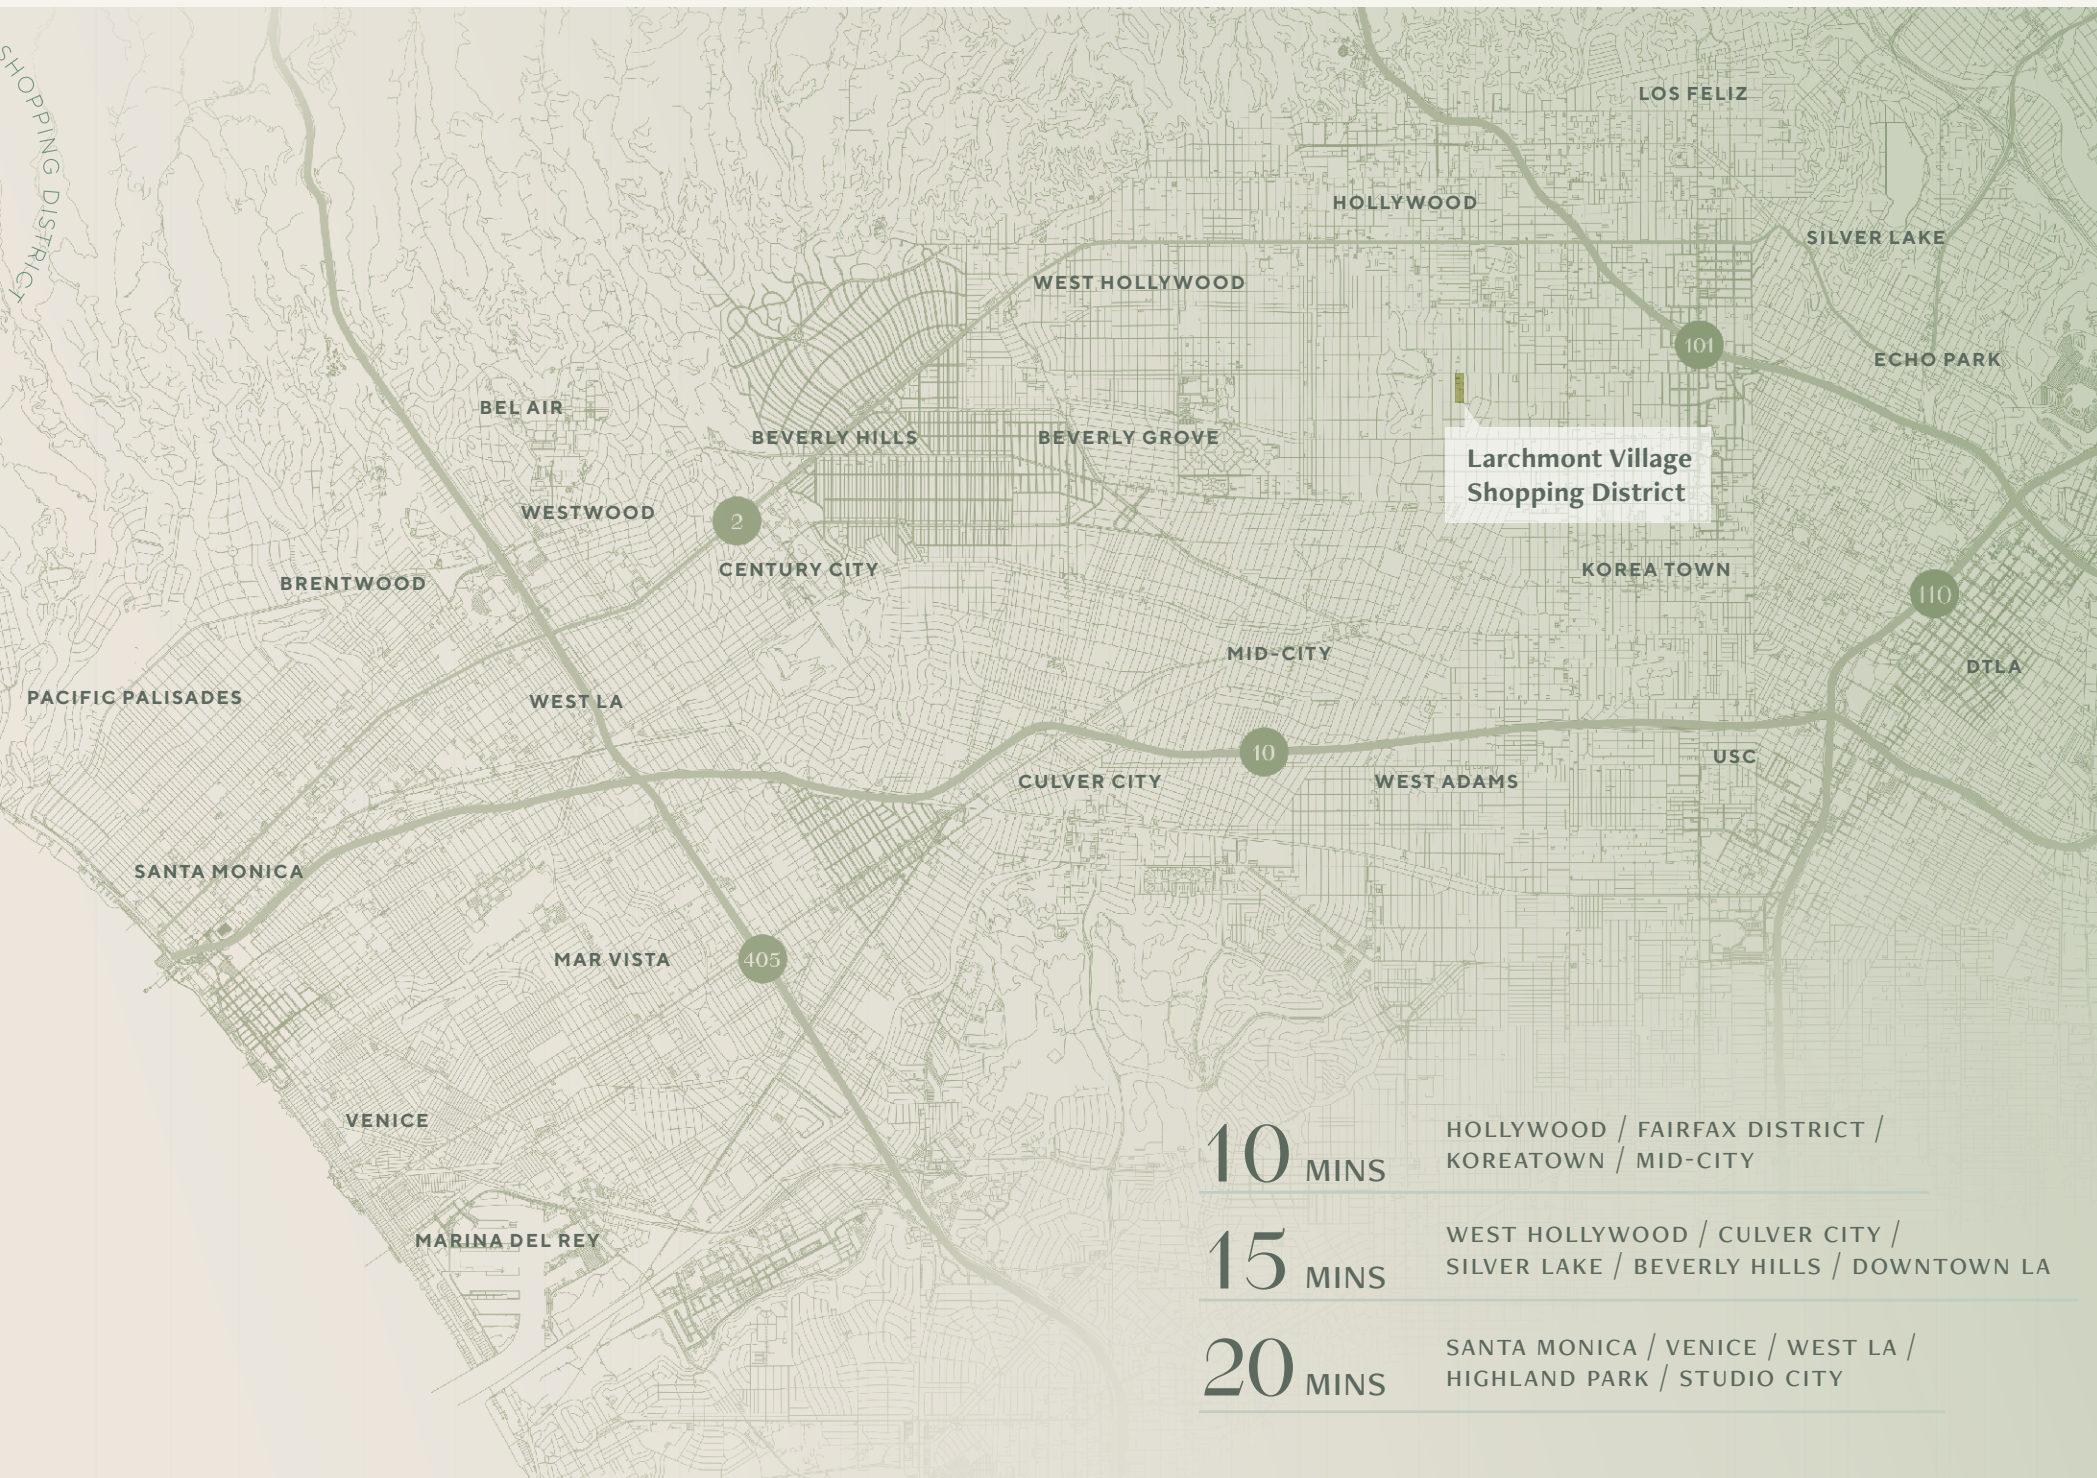 SHOPPING DISTRICT
LOS FELIZ
HOLLYWOOD
SILVER LAKE
WEST HOLLYWOOD
101
ECHO PARK
BEL AIR
BEVERLY HILLS
BEVERLY GROVE
Larchmont Village
Shopping District
WESTWOOD
2
CENTURY CITY
KOREA TOWN
BRENTWOOD
110
MID-CITY
DTLA
PACIFIC PALISADES
WEST LA
10
USC
CULVER CITY
WEST ADAMS
SANTA MONICA
MAR VISTA
405
VENICE
MARINA DEL REY
10 MINS
HOLLYWOOD / FAIRFAX DISTRICT /
KOREATOWN / MID-CITY
15 MINS
WEST HOLLYWOOD / CULVER CITY /
SILVER LAKE / BEVERLY HILLS / DOWNTOWN LA
20 MINS
SANTA MONICA / VENICE / WEST LA /
HIGHLAND PARK / STUDIO CITY